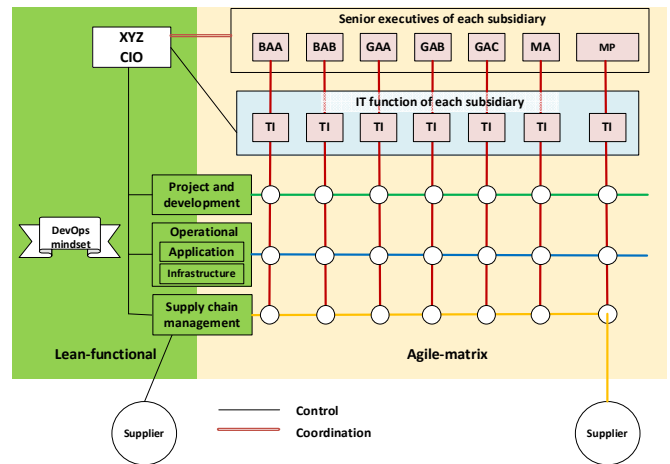 Senior executives of each subsidiary
XYZ
CIO
BAA BAB GAA GAB GAC MA MP
IT function of each subsidiary
TI TI TI TI TI TI TI
Project and
development
DevOps
mindset
Operational
Application
Infrastructure
Supply chain
management
Lean-functional
Agile-matrix
Supplier
Control
Coordination
Supplier